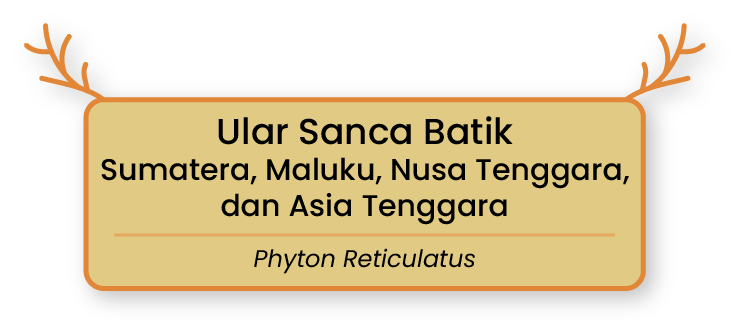 Ular Sanca Batik
Sumatera, Maluku, Nusa Tenggara,
dan Asia Tenggara
Phyton Reticulatus